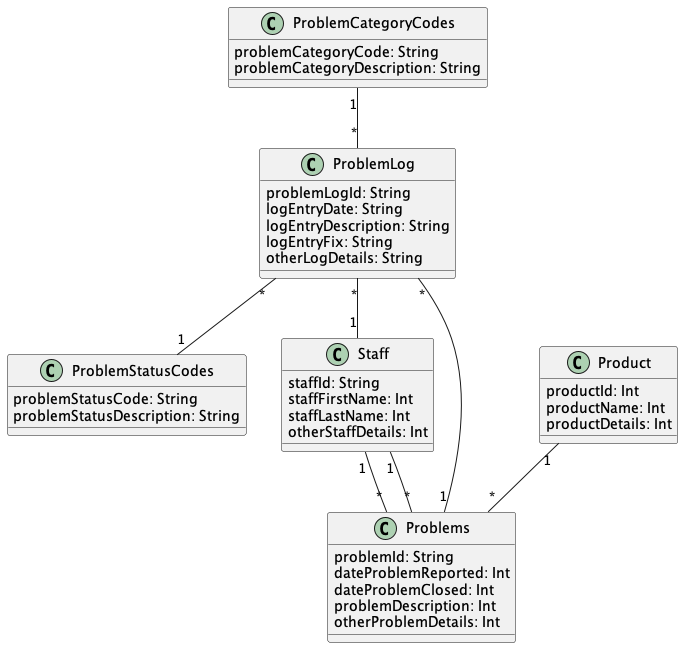 C ProblemCategoryCodes
problemCategoryCode: String
problemCategoryDescription: String
1
*
C ProblemLog
problemLogId: String
logEntryDate: String
logEntryDescription: String
logEntryFix: String
otherLogDetails: String
* * *
1 1
C ProblemStatusCodes
problemStatusCode: String
problemStatusDescription: String
C Staff
staffId: String
staffFirstName: Int
staffLastName: Int
otherStaffDetails: Int
C Product
productId: Int
productName: Int
productDetails: Int
1 1 1
* * 1 *
C Problems
problemId: String
dateProblemReported: Int
dateProblemClosed: Int
problemDescription: Int
otherProblemDetails: Int